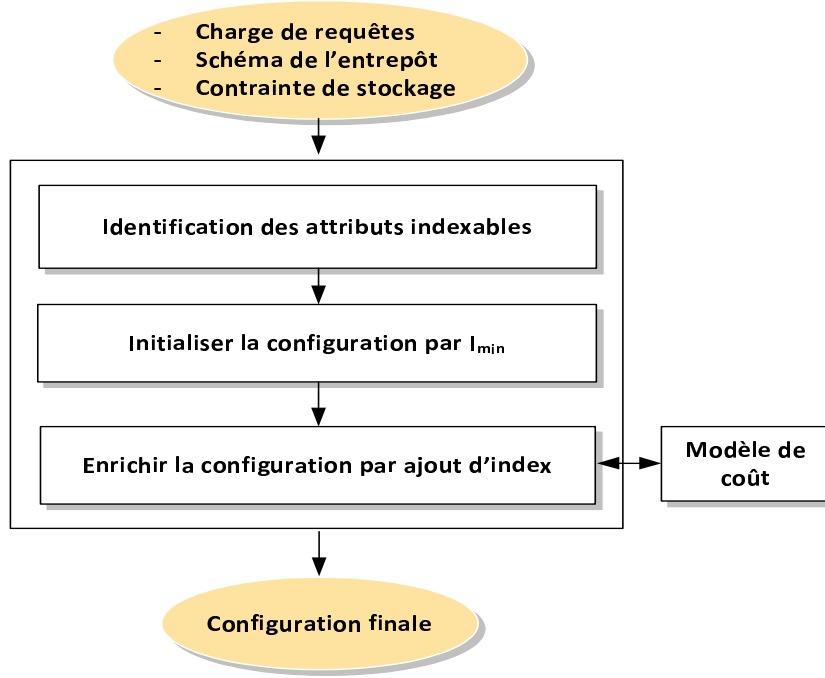 - Charge de requêtes
- Schéma de l’entrepôt
- Contrainte de stockage
Identification des attributs indexables
Initialiser la configuration par Imin
Enrichir la configuration par ajout d’index
Modèle de
coût
Configuration finale